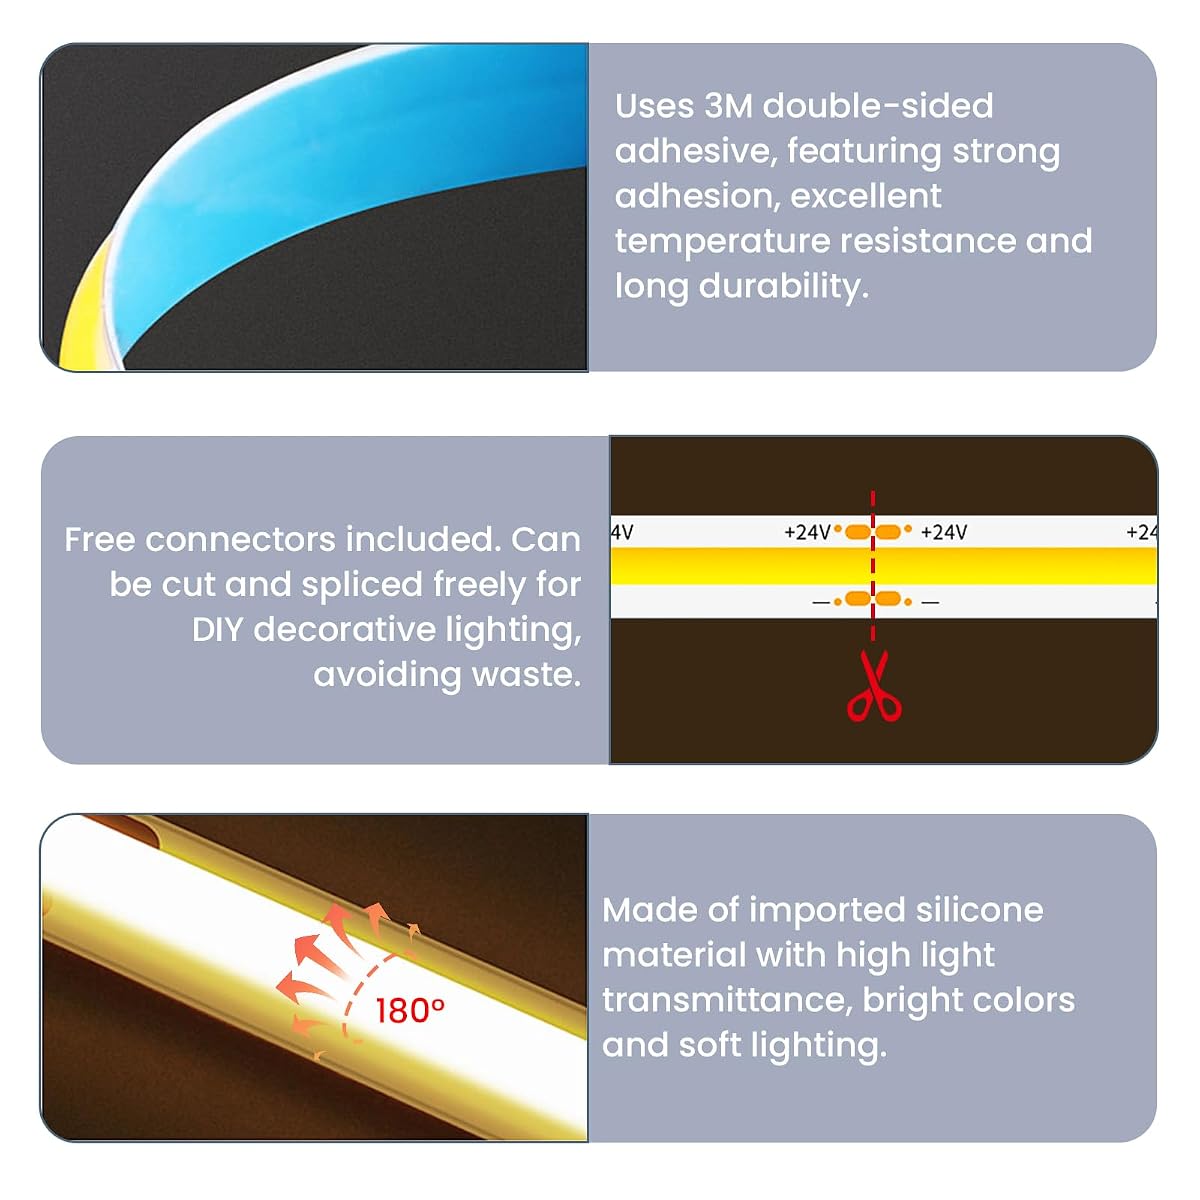 Uses 3M double-sided
adhesive, featuring strong
adhesion, excellent
temperature resistance and
long durability.
Free connectors included. Can
be cut and spliced freely for
DIY decorative lighting,
avoiding waste.
4V +24V +24V +24
— —
180°
Made of imported silicone
material with high light
transmittance, bright colors
and soft lighting.